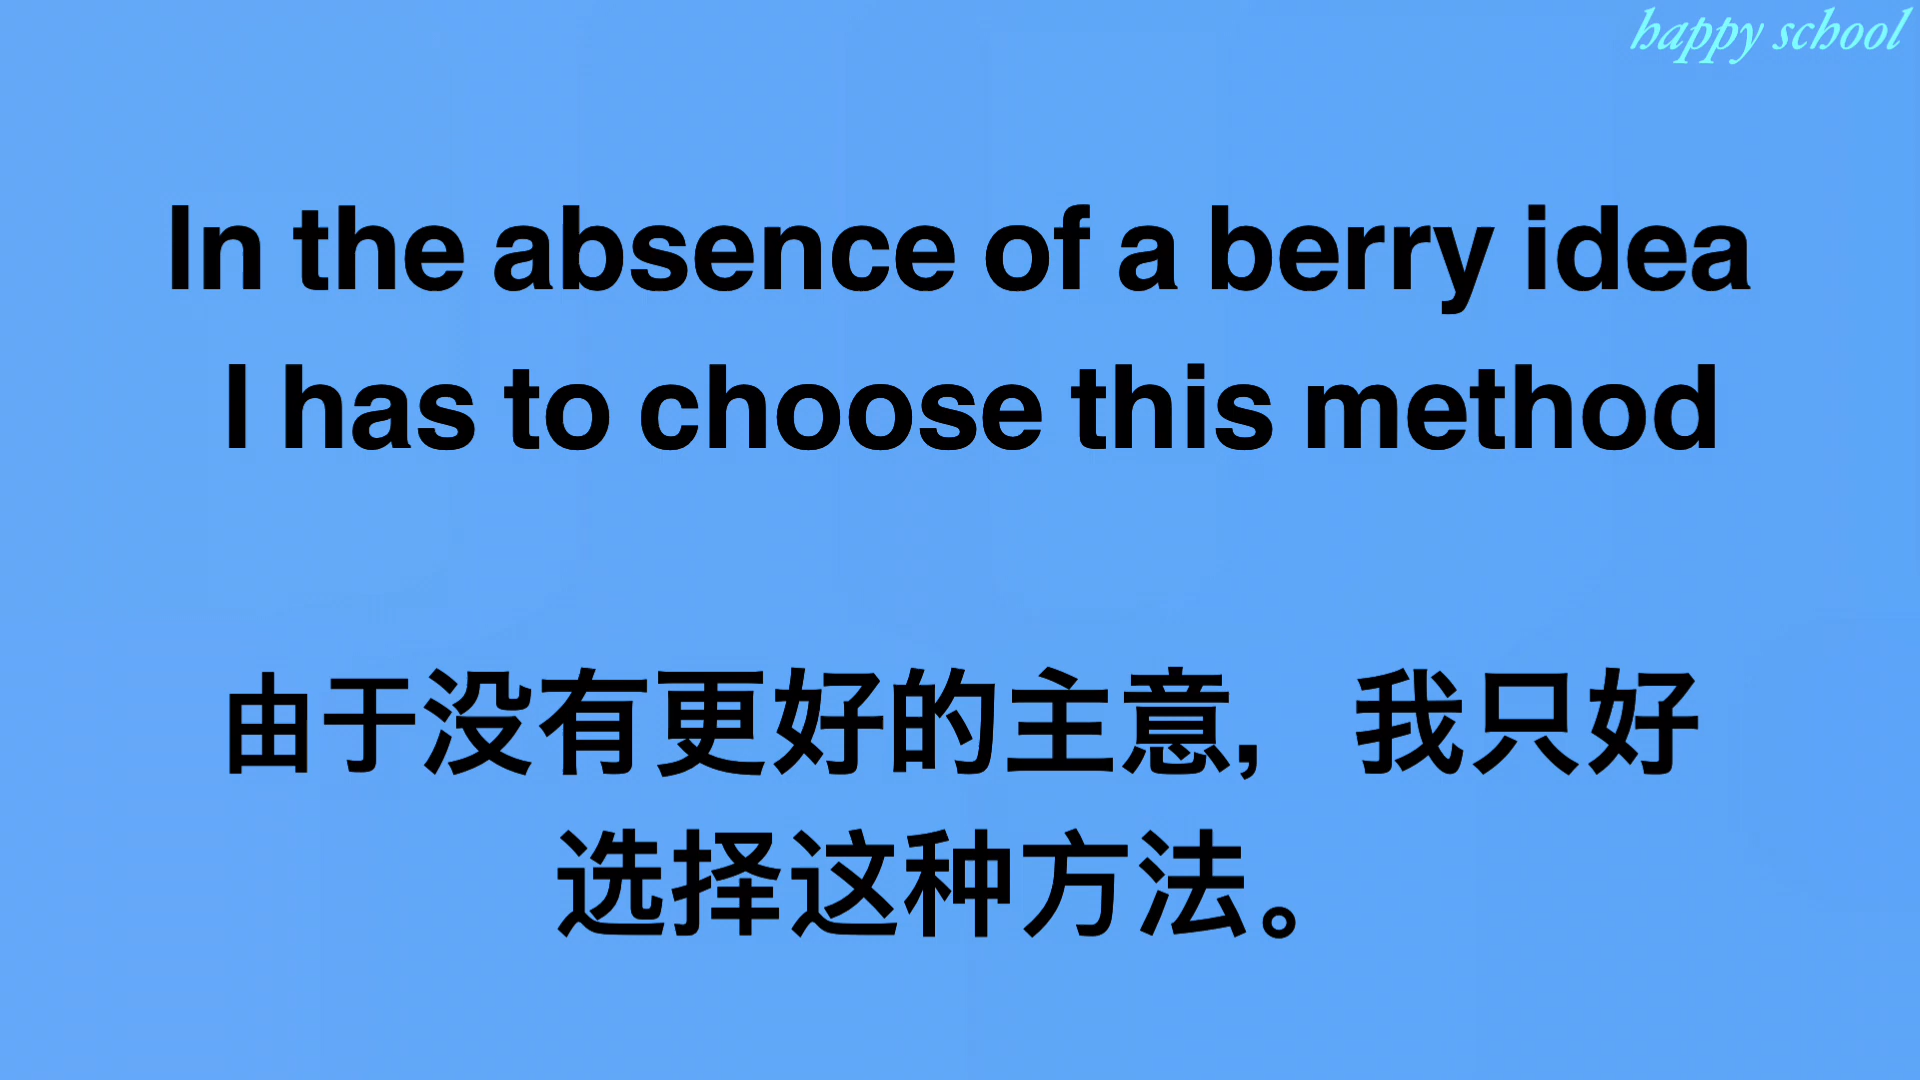 happy school
In the absence of a berry idea
I has to choose this method
由于没有更好的主意，我只好
选择这种方法。